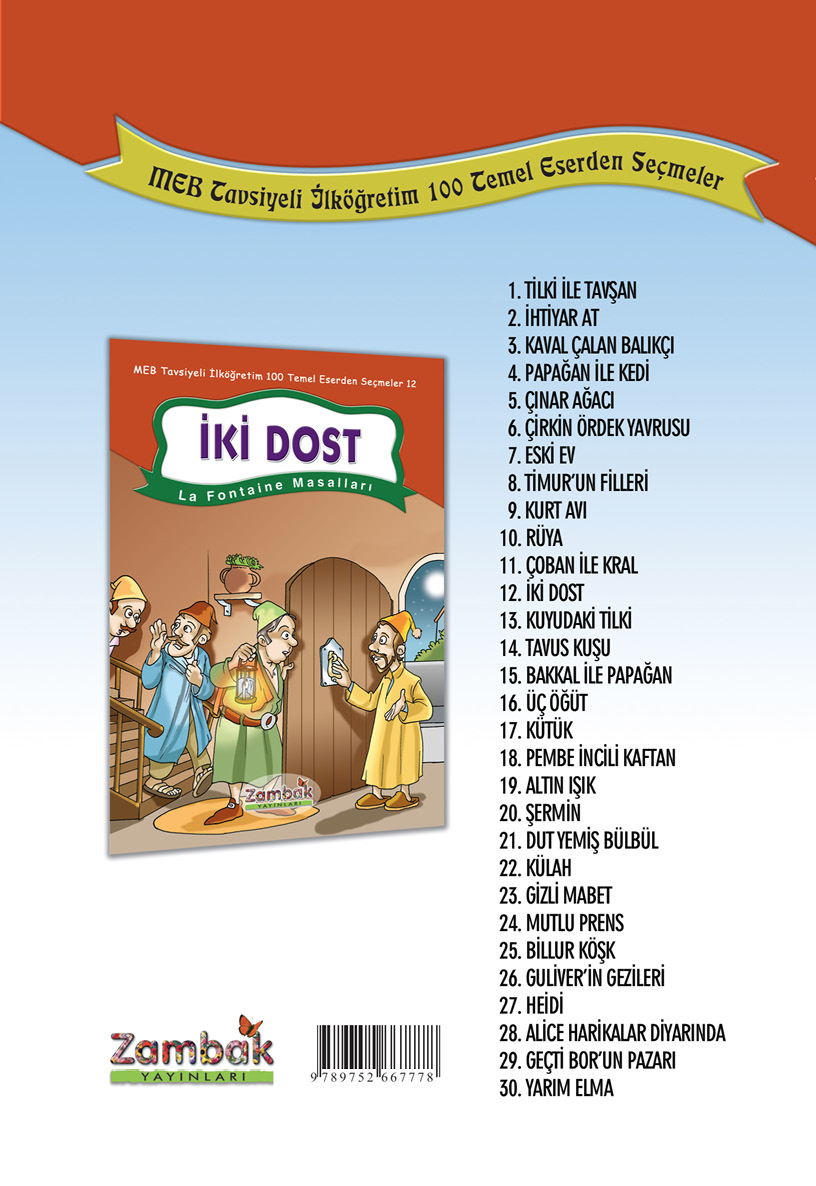 MEB Tavsiyeli İlköğretim 100 Temel Eserden Seçmeler
1. TİLKİ İLE TAVŞAN
2. İHTİYAR AT
3. KAVAL ÇALAN BALIKÇI
4. PAPAĞAN İLE KEDİ
5. ÇINAR AĞACI
6. ÇİRKİN ÖRDEK YAVRUSU
7. ESKİ EV
8. TİMUR'UN FİLLERİ
9. KURT AVI
10. RÜYA
11. ÇOBAN İLE KRAL
12. İKİ DOST
13. KUYUDAKİ TİLKİ
14. TAVUS KUŞU
15. BAKKAL İLE PAPAĞAN
16. ÜÇ ÖĞÜT
17. KÜTÜK
18. PEMBE İNCİLİ KAFTAN
19. ALTIN IŞIK
20. ŞERMİN
21. DUT YEMİŞ BÜLBÜL
22. KÜLAH
23. GİZLİ MABET
24. MUTLU PRENS
25. BİLLUR KÖŞK
26. GULİVER'İN GEZİLERİ
27. HEİDİ
28. ALİCE HARİKALAR DİYARINDA
29. GEÇTİ BOR'UN PAZARI
30. YARIM ELMA
MEB Tavsiyeli İlköğretim 100 Temel Eserden Seçmeler 12
İKİ DOST
La Fontaine Masalları
Zambak
YAYINLARI
Zambak
YAYINLARI
9 789752 667778